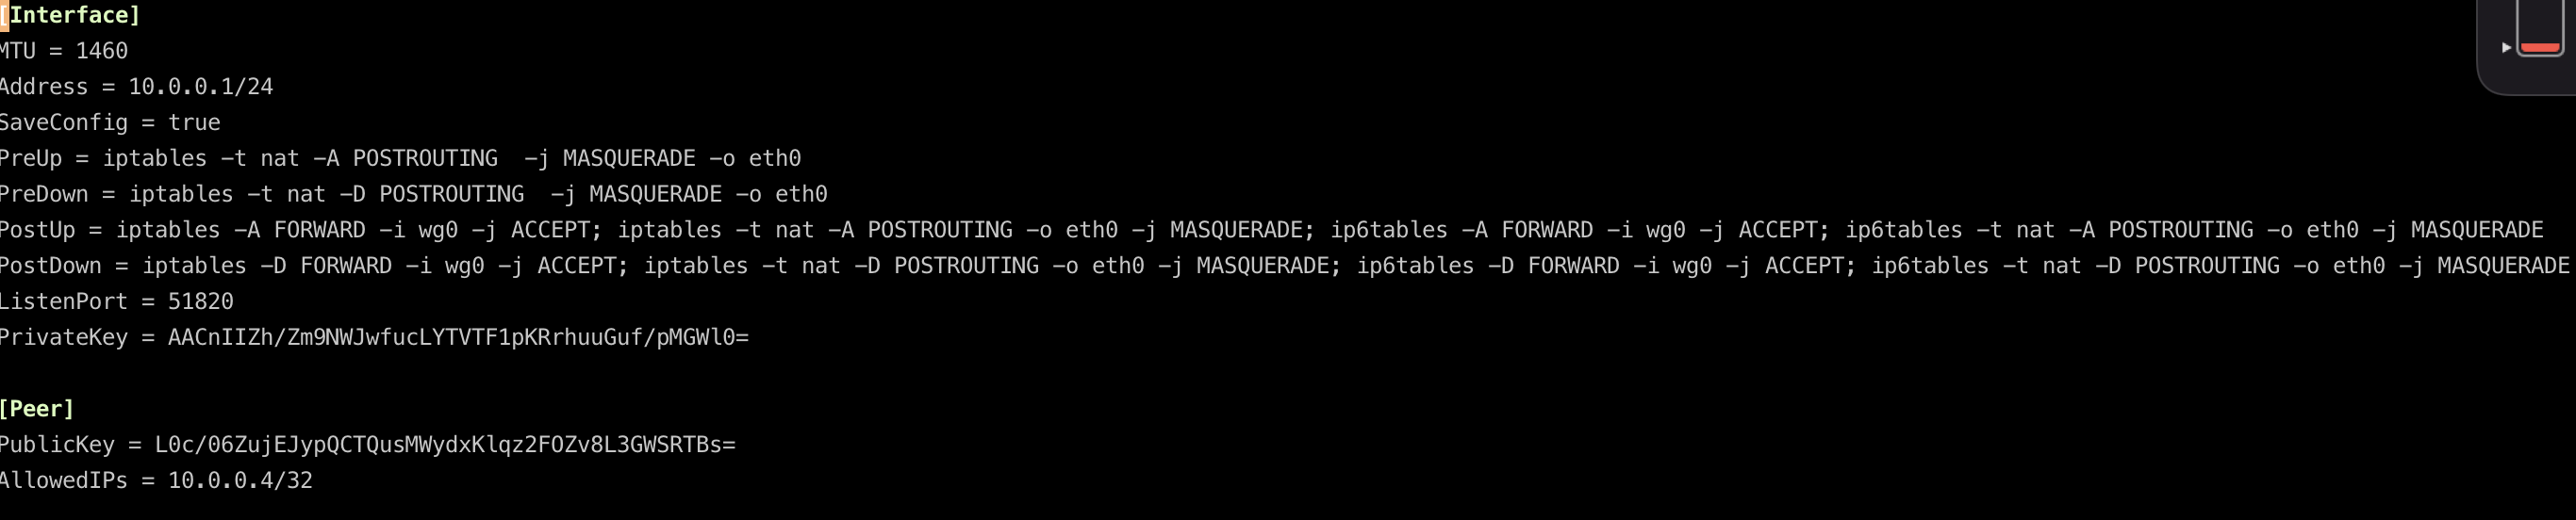 [Interface]
MTU = 1460
Address = 10.0.0.1/24
SaveConfig = true
PreUp = iptables -t nat -A POSTROUTING  -j MASQUERADE -o eth0
PreDown = iptables -t nat -D POSTROUTING  -j MASQUERADE -o eth0
PostUp = iptables -A FORWARD -i wg0 -j ACCEPT; iptables -t nat -A POSTROUTING -o eth0 -j MASQUERADE; ip6tables -A FORWARD -i wg0 -j ACCEPT; ip6tables -t nat -A POSTROUTING -o eth0 -j MASQUERADE
PostDown = iptables -D FORWARD -i wg0 -j ACCEPT; iptables -t nat -D POSTROUTING -o eth0 -j MASQUERADE; ip6tables -D FORWARD -i wg0 -j ACCEPT; ip6tables -t nat -D POSTROUTING -o eth0 -j MASQUERADE
ListenPort = 51820
PrivateKey = AACnIIZh/Zm9NWJwfucLYTVTF1pKRrhuuGuf/pMGWl0=
[Peer]
PublicKey = L0c/06ZujEJypQCTQusMWydxKlqz2FOZv8L3GWSRTBs=
AllowedIPs = 10.0.0.4/32